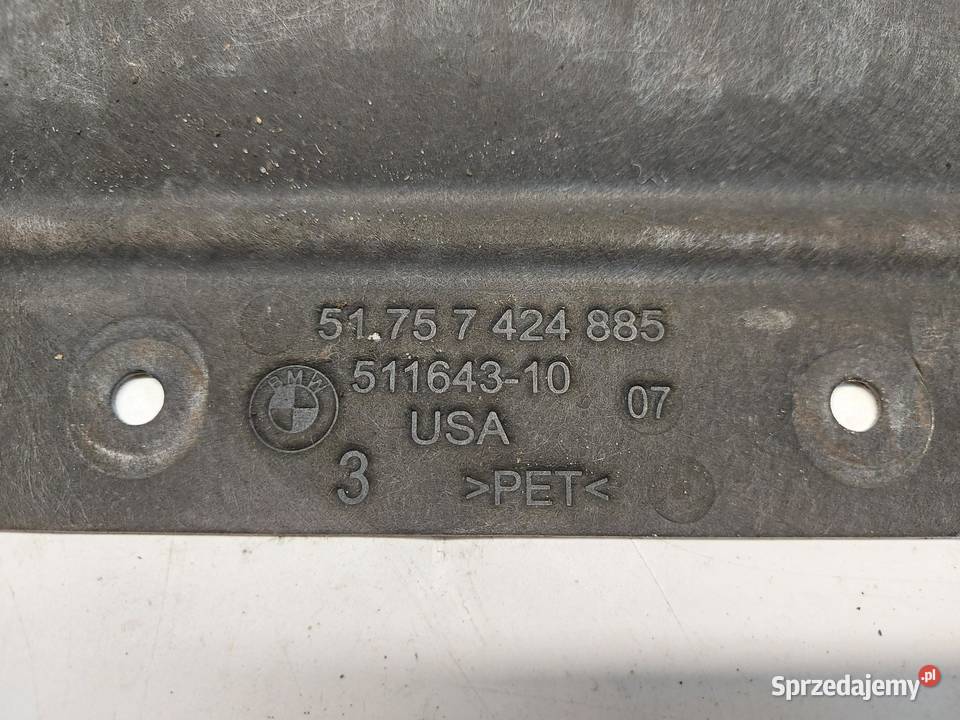 51.75 7 424 885
BMW
511643-10
07
USA
3
>PET<
Sprzedajemy.pl